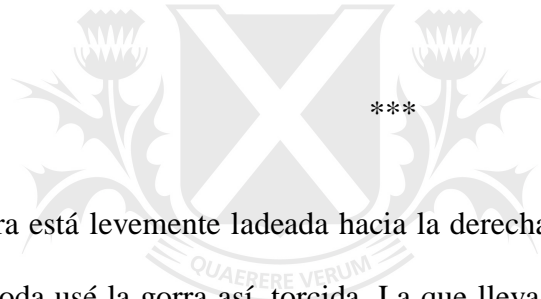 ***
ra está levemente ladeada hacia la derecha
QUAERERE VERUM
oda usé la gorra así–torcida. La que lleva